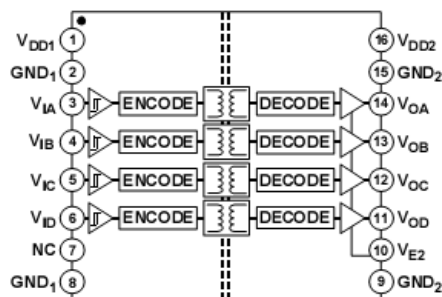 VDD1 1 16 VDD2
GND1 2 15 GND2
VIA 3 ENCODE DECODE 14 VOA
VIB 4 ENCODE DECODE 13 VOB
VIC 5 ENCODE DECODE 12 VOC
VID 6 ENCODE DECODE 11 VOD
NC 7 10 VE2
GND1 8 9 GND2